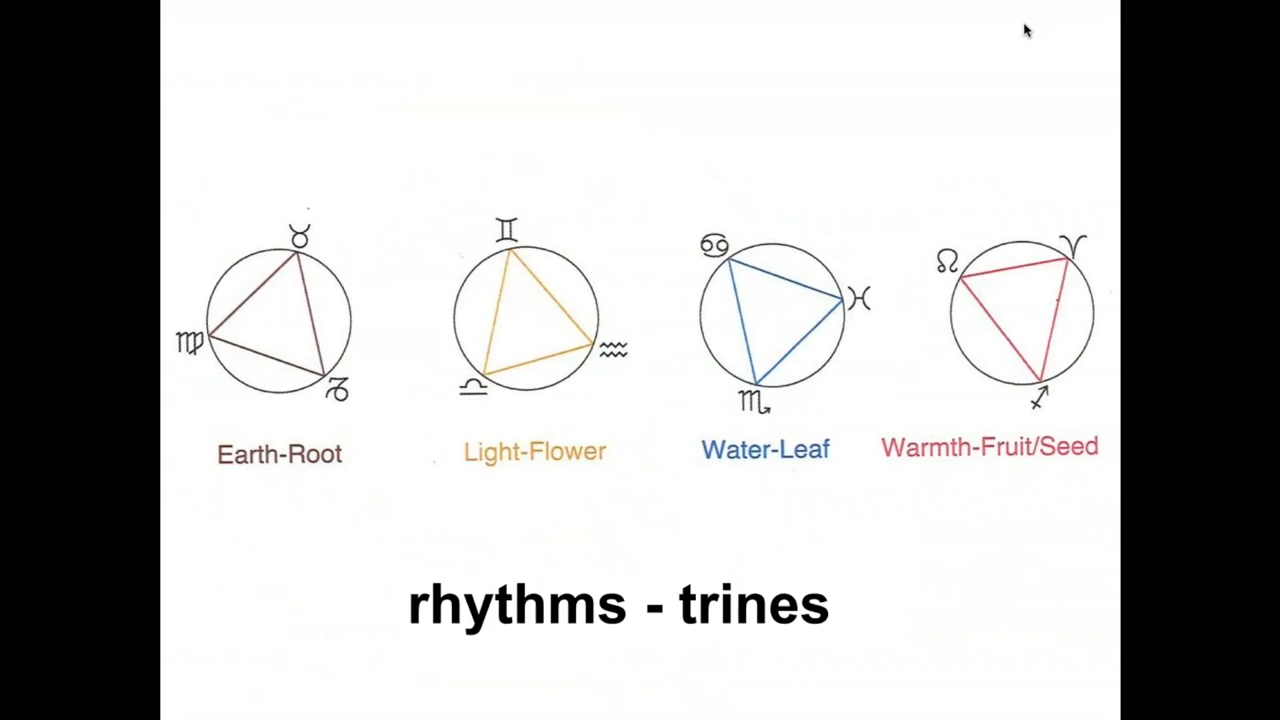 ♉
♍
♑
Earth-Root
♊
♎
♒
Light-Flower
♋
♓
♏
Water-Leaf
♌
♈
♐
Warmth-Fruit/Seed
rhythms - trines